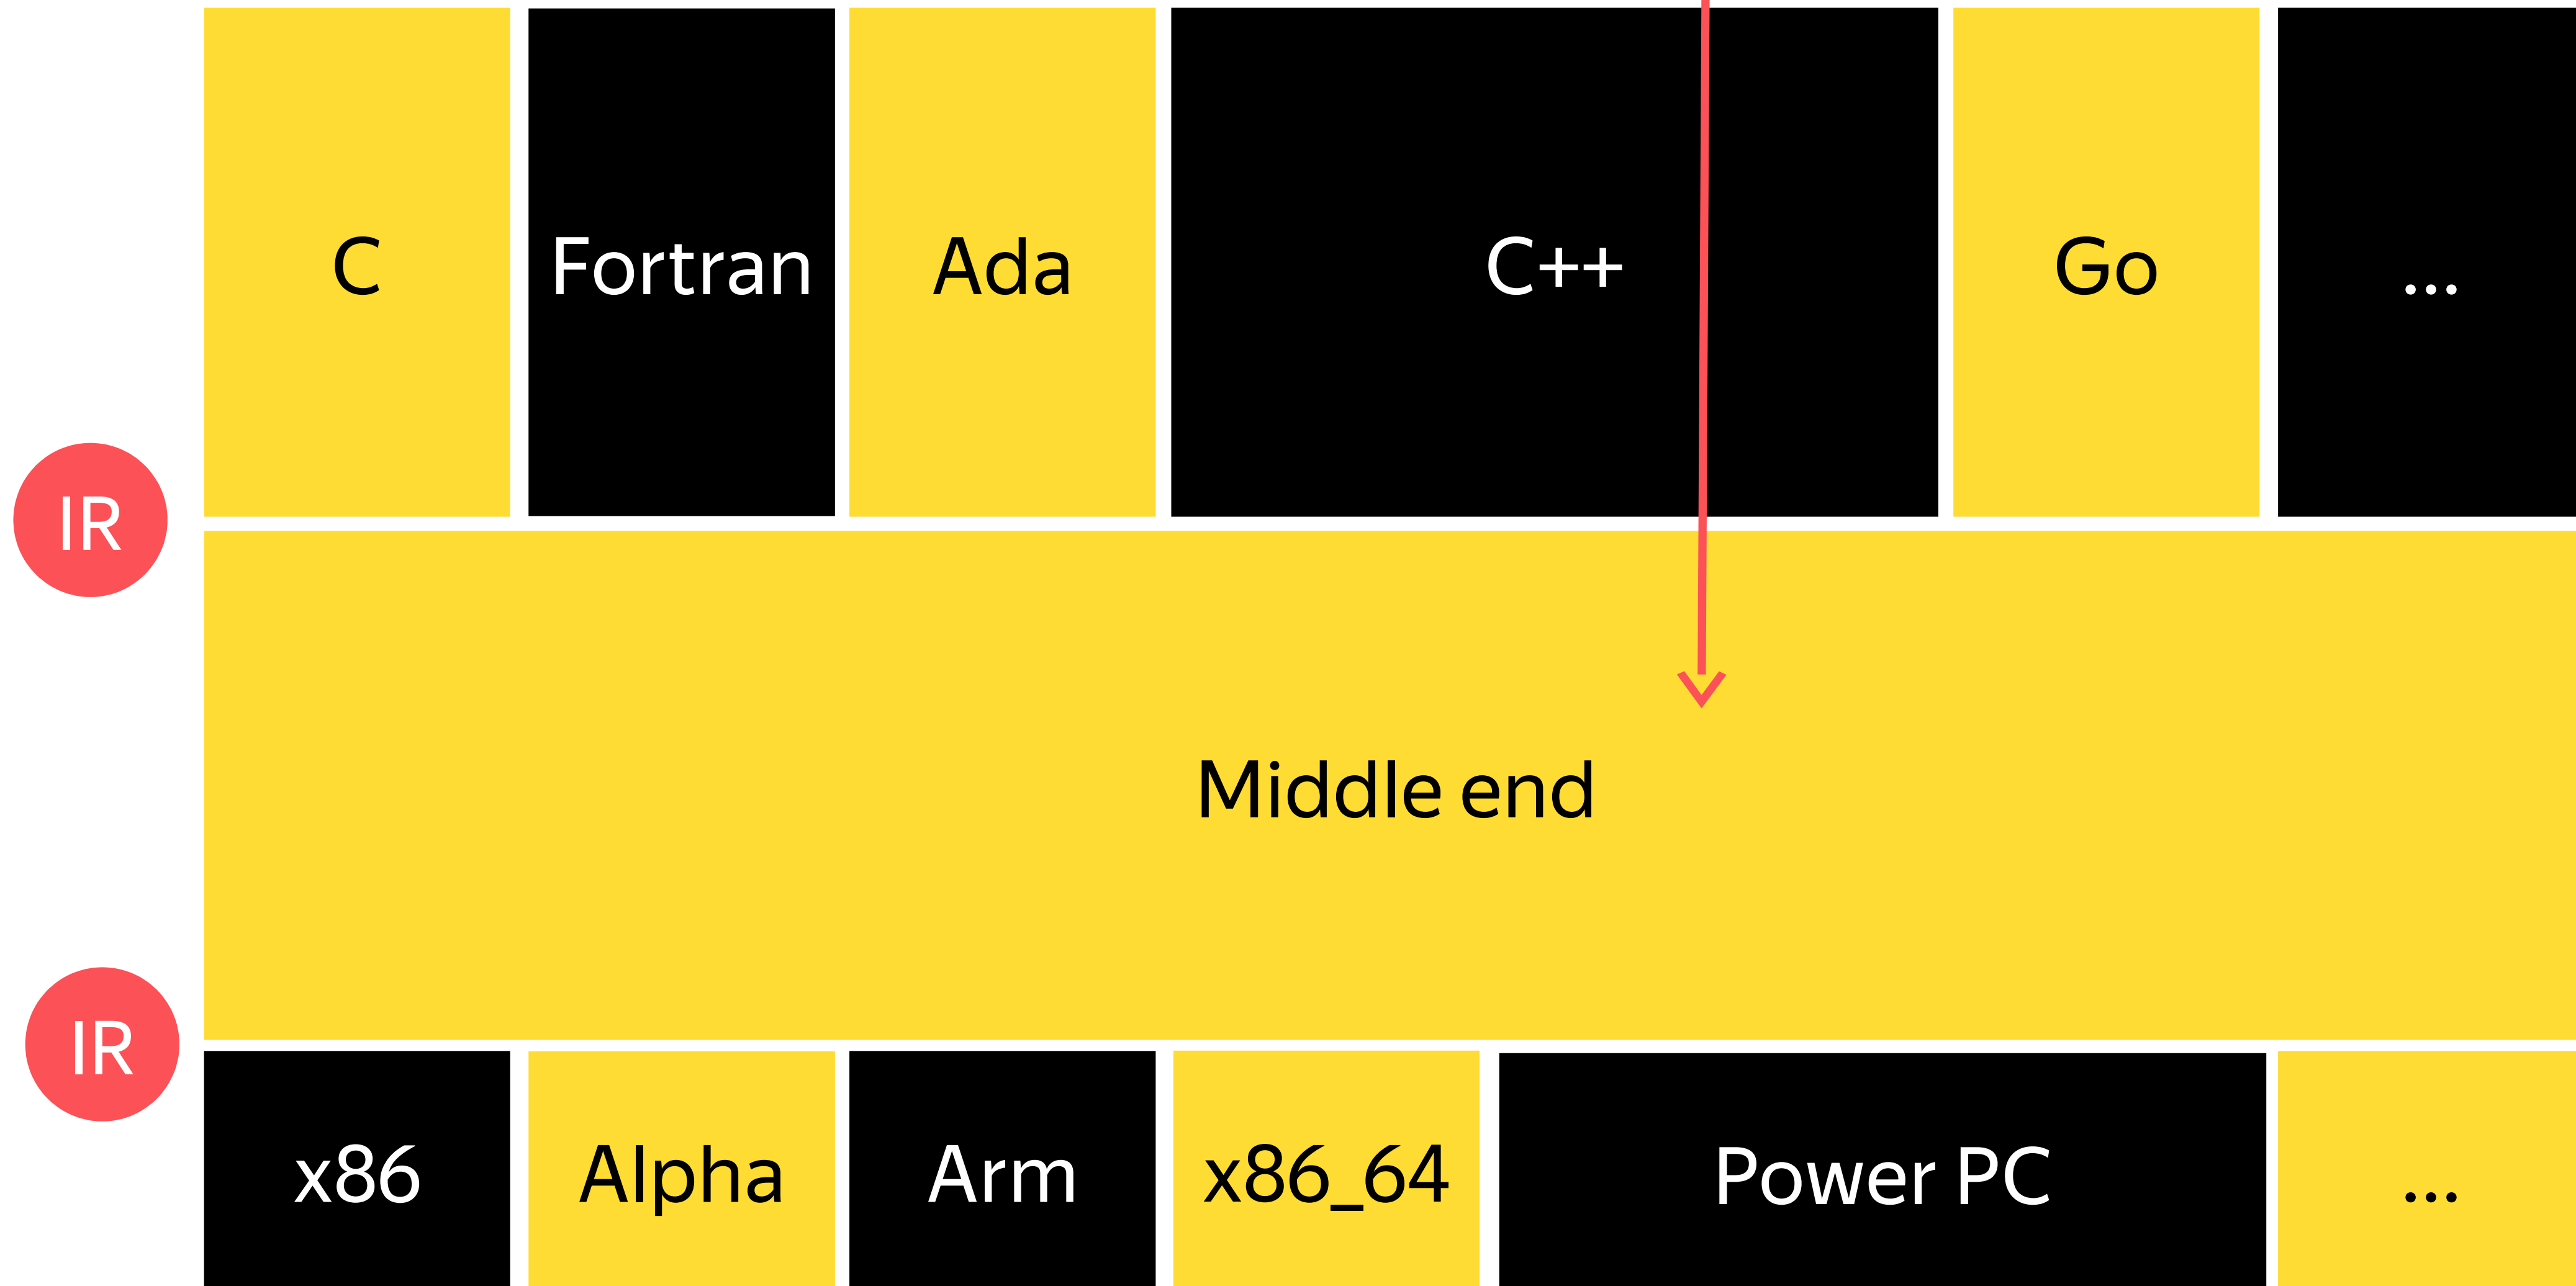 C
Fortran
Ada
C++
Go
...
IR
Middle end
IR
x86
Alpha
Arm
x86_64
Power PC
...